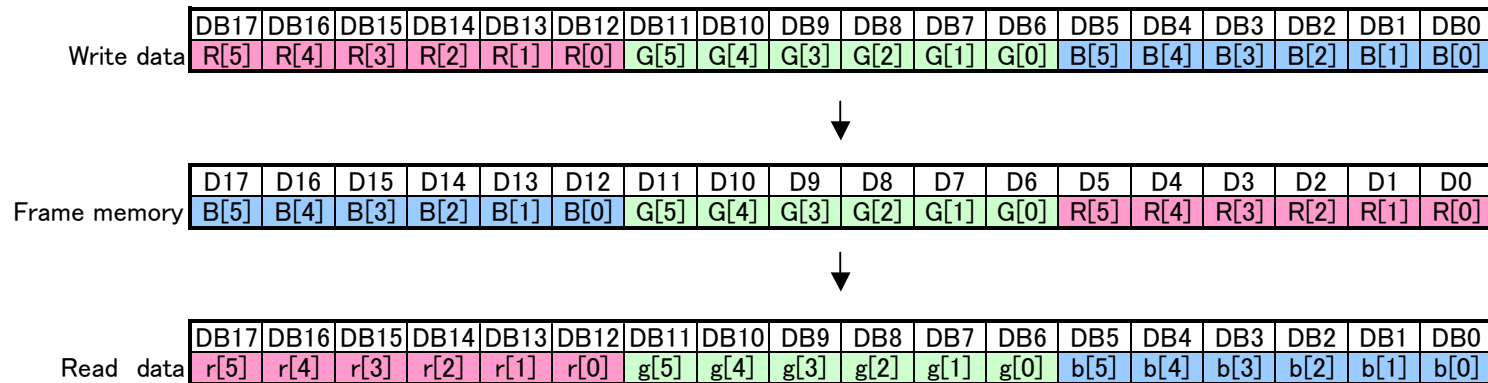 DB17 DB16 DB15 DB14 DB13 DB12 DB11 DB10 DB9 DB8 DB7 DB6 DB5 DB4 DB3 DB2 DB1 DB0
Write data R[5] R[4] R[3] R[2] R[1] R[0] G[5] G[4] G[3] G[2] G[1] G[0] B[5] B[4] B[3] B[2] B[1] B[0]
D17 D16 D15 D14 D13 D12 D11 D10 D9 D8 D7 D6 D5 D4 D3 D2 D1 D0
Frame memory B[5] B[4] B[3] B[2] B[1] B[0] G[5] G[4] G[3] G[2] G[1] G[0] R[5] R[4] R[3] R[2] R[1] R[0]
DB17 DB16 DB15 DB14 DB13 DB12 DB11 DB10 DB9 DB8 DB7 DB6 DB5 DB4 DB3 DB2 DB1 DB0
Read data r[5] r[4] r[3] r[2] r[1] r[0] g[5] g[4] g[3] g[2] g[1] g[0] b[5] b[4] b[3] b[2] b[1] b[0]